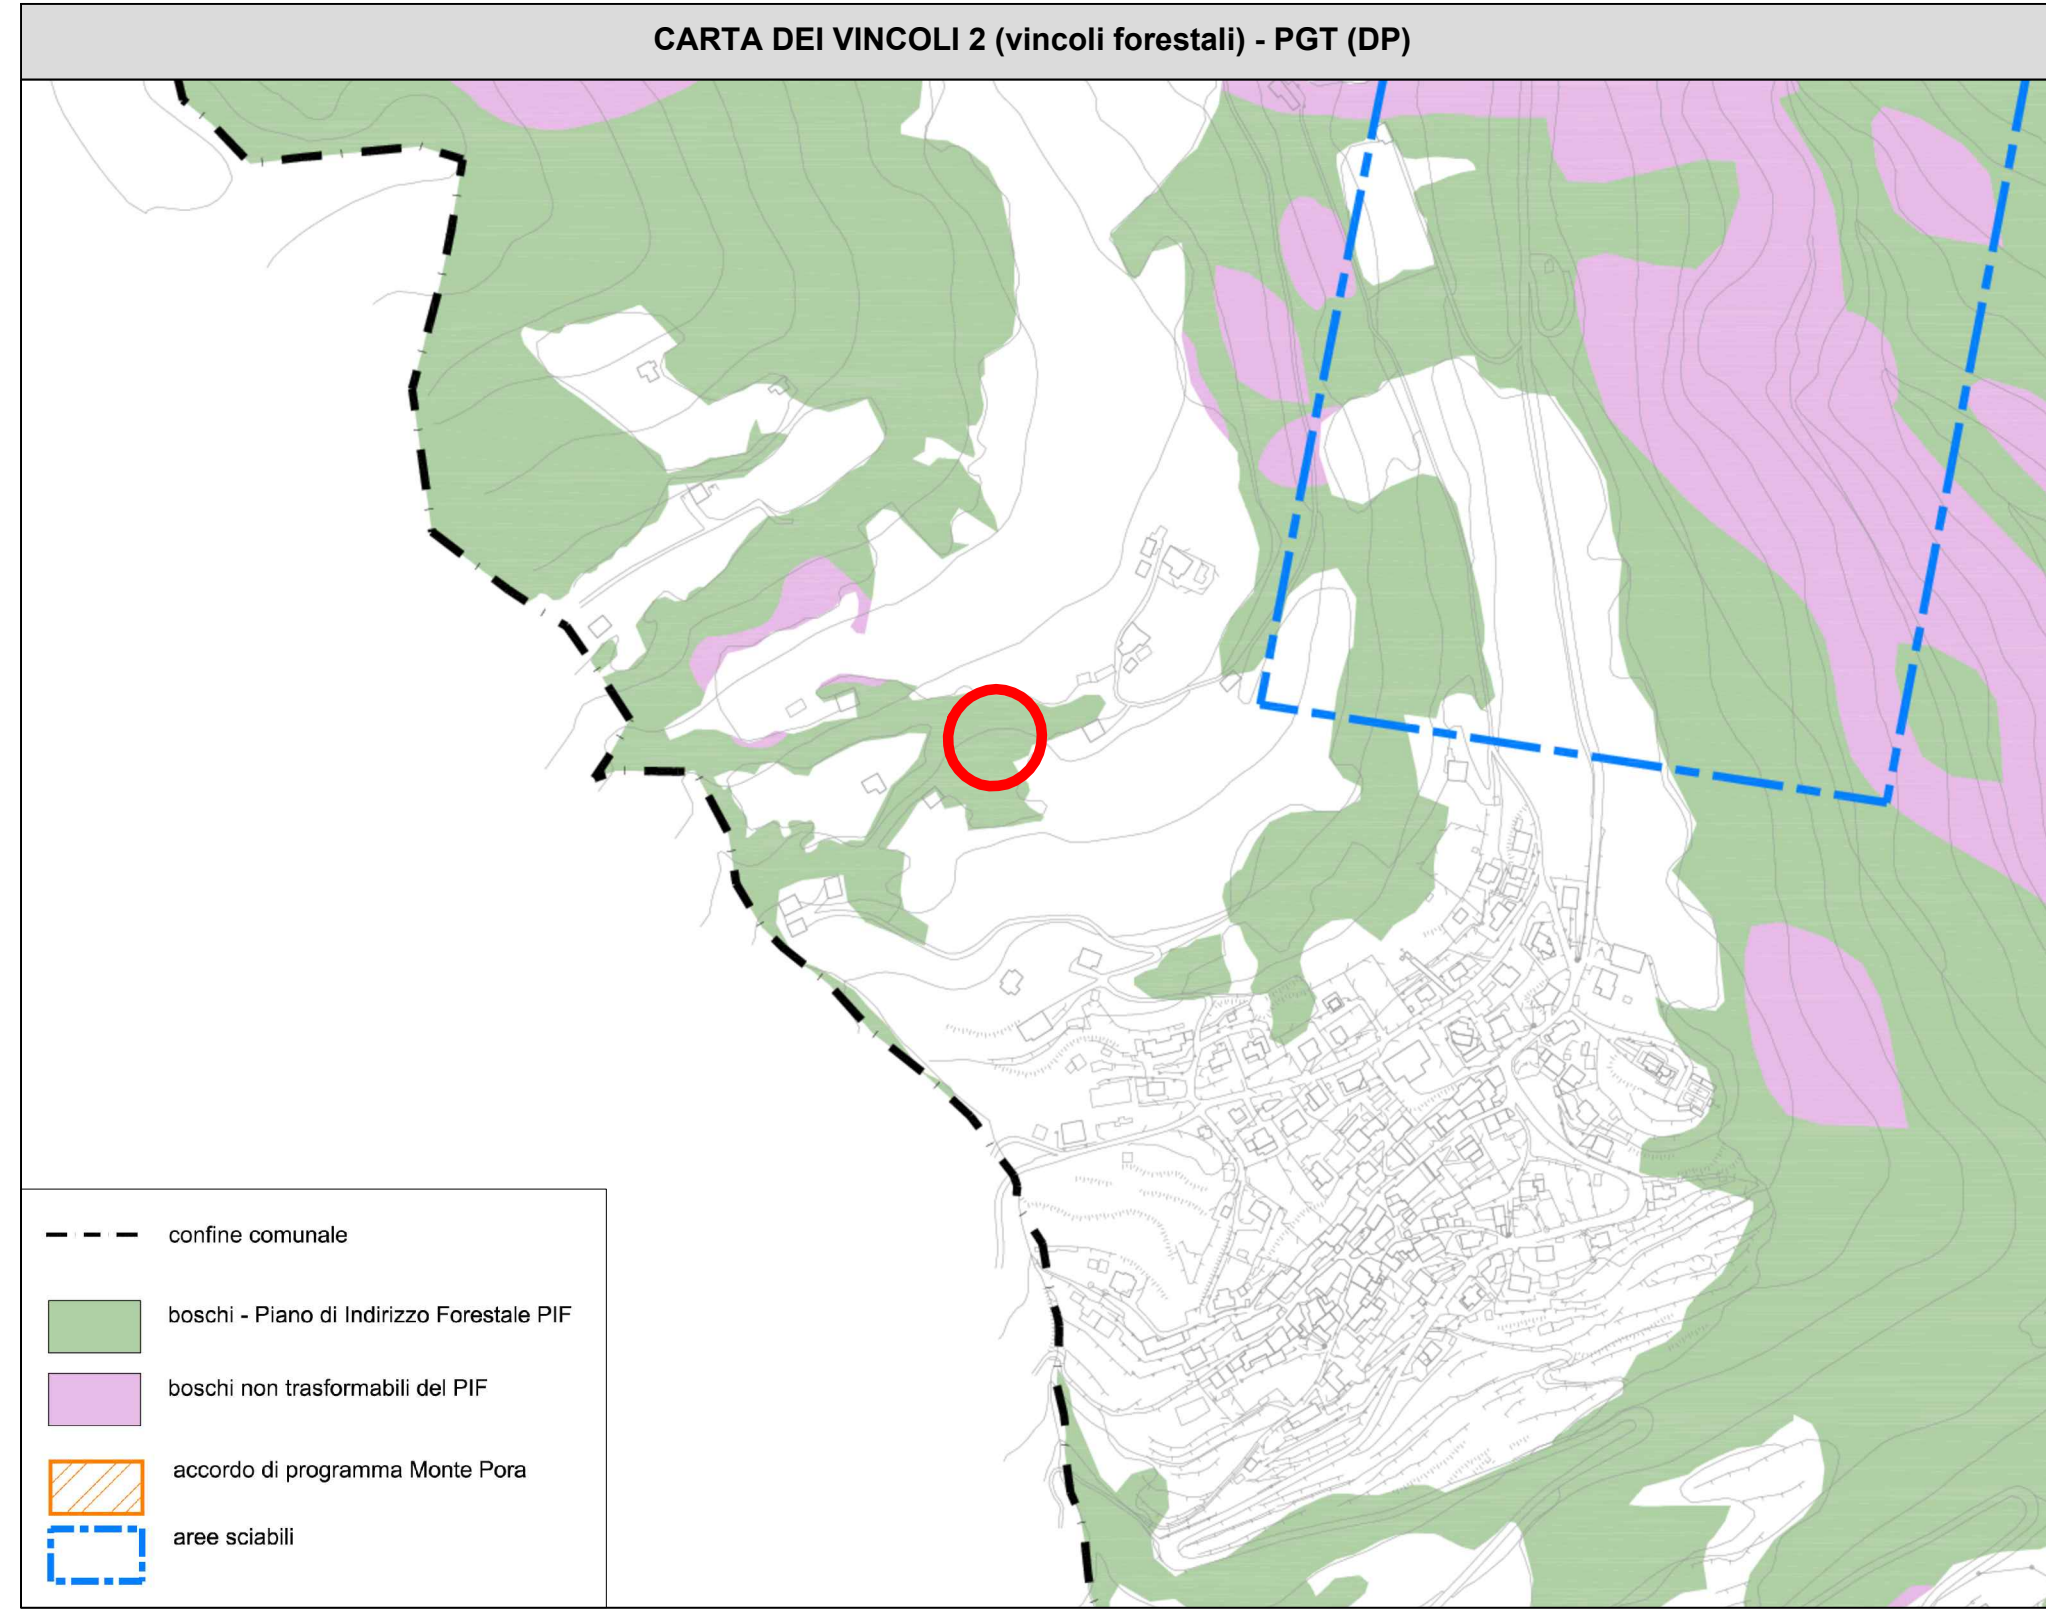 CARTA DEI VINCOLI 2 (vincoli forestali) - PGT (DP)
confine comunale
boschi - Piano di Indirizzo Forestale PIF
boschi non trasformabili del PIF
accordo di programma Monte Pora
aree sciabili